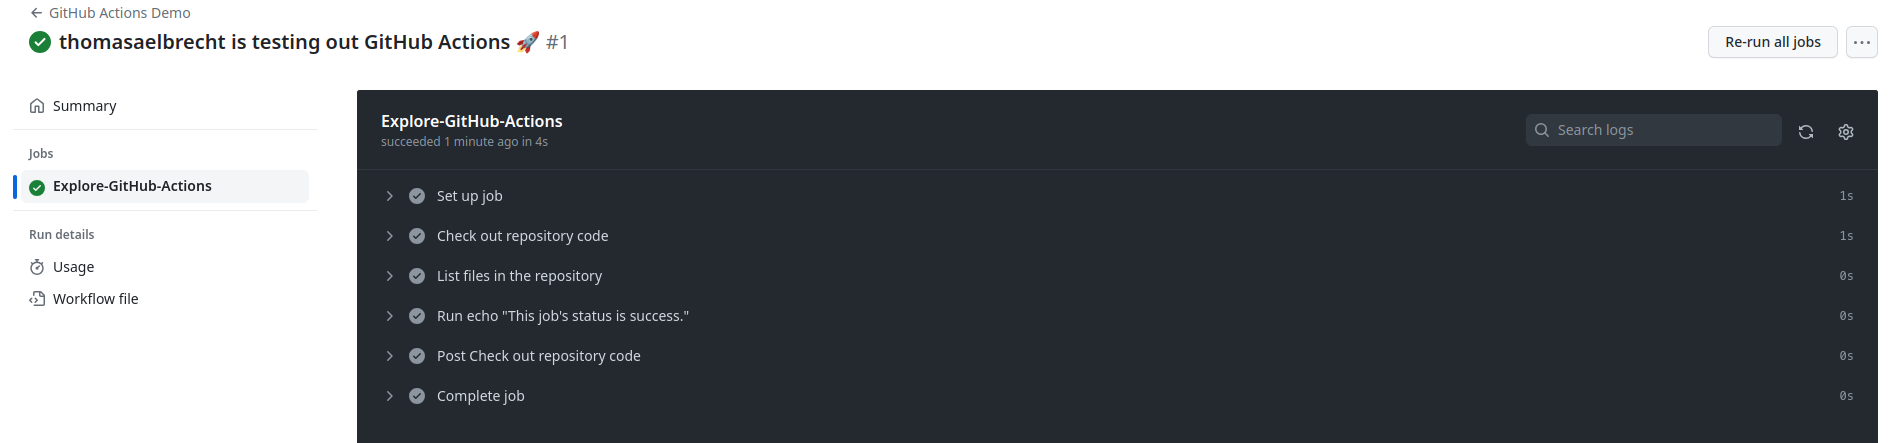 ← GitHub Actions Demo
thomasaelbrecht is testing out GitHub Actions 🚀 #1
Re-run all jobs
Summary
Jobs
Explore-GitHub-Actions
Run details
Usage
Workflow file
Explore-GitHub-Actions
succeeded 1 minute ago in 4s
Search logs
Set up job 1s
Check out repository code 1s
List files in the repository 0s
Run echo "This job's status is success." 0s
Post Check out repository code 0s
Complete job 0s